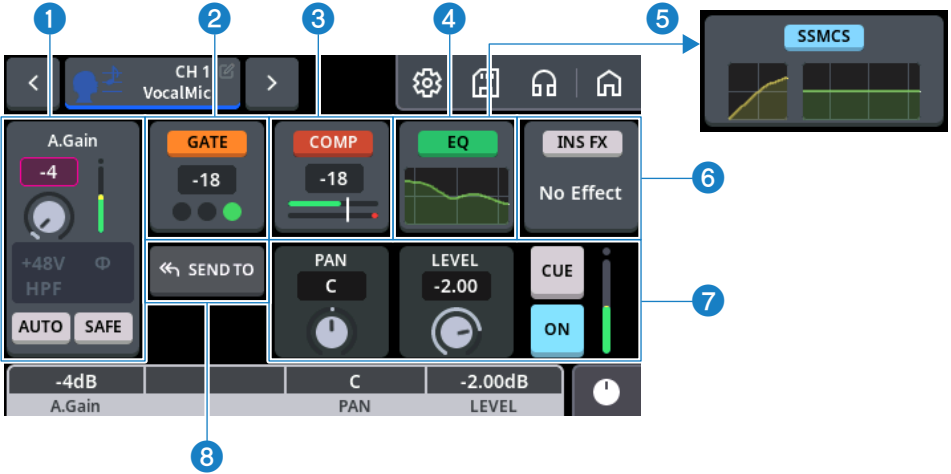 1
2
3
4
5
SSMCS
CH 1
VocalMic
A.Gain
-4
+48V Φ
HPF
AUTO SAFE
GATE
-18
COMP
-18
EQ
INS FX
No Effect
6
SEND TO
PAN
C
LEVEL
-2.00
CUE
ON
7
-4dB C -2.00dB
A.Gain PAN LEVEL
8